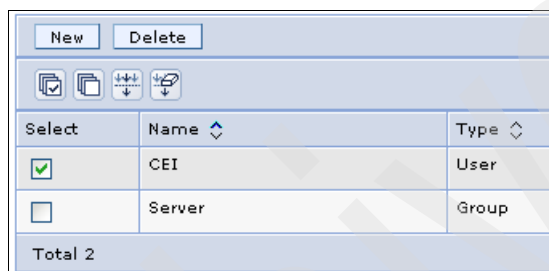 New Delete
Select Name Type
CEI User
Server Group
Total 2